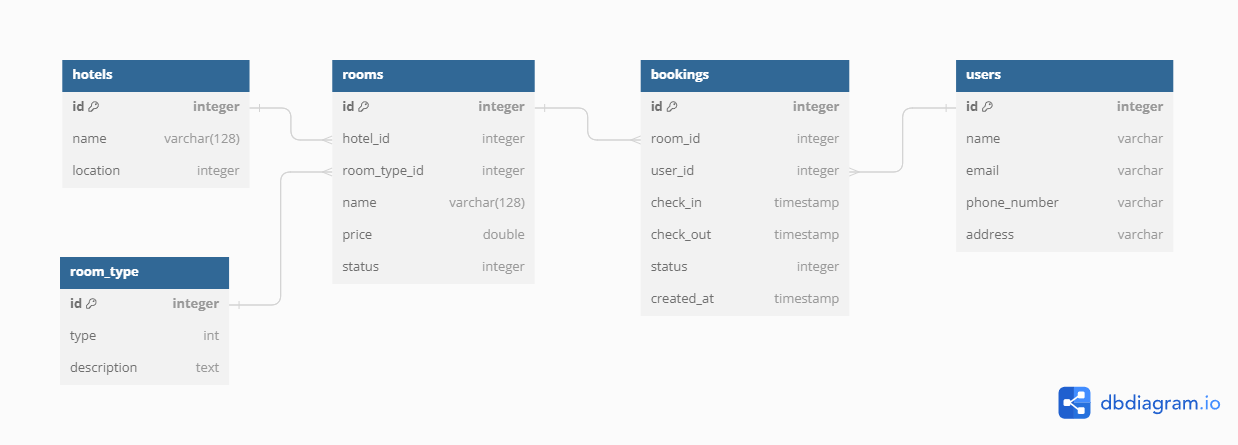 hotels
id integer
name varchar(128)
location integer
room_type
id integer
type int
description text
rooms
id integer
hotel_id integer
room_type_id integer
name varchar(128)
price double
status integer
bookings
id integer
room_id integer
user_id integer
check_in timestamp
check_out timestamp
status integer
created_at timestamp
users
id integer
name varchar
email varchar
phone_number varchar
address varchar
dbdiagram.io